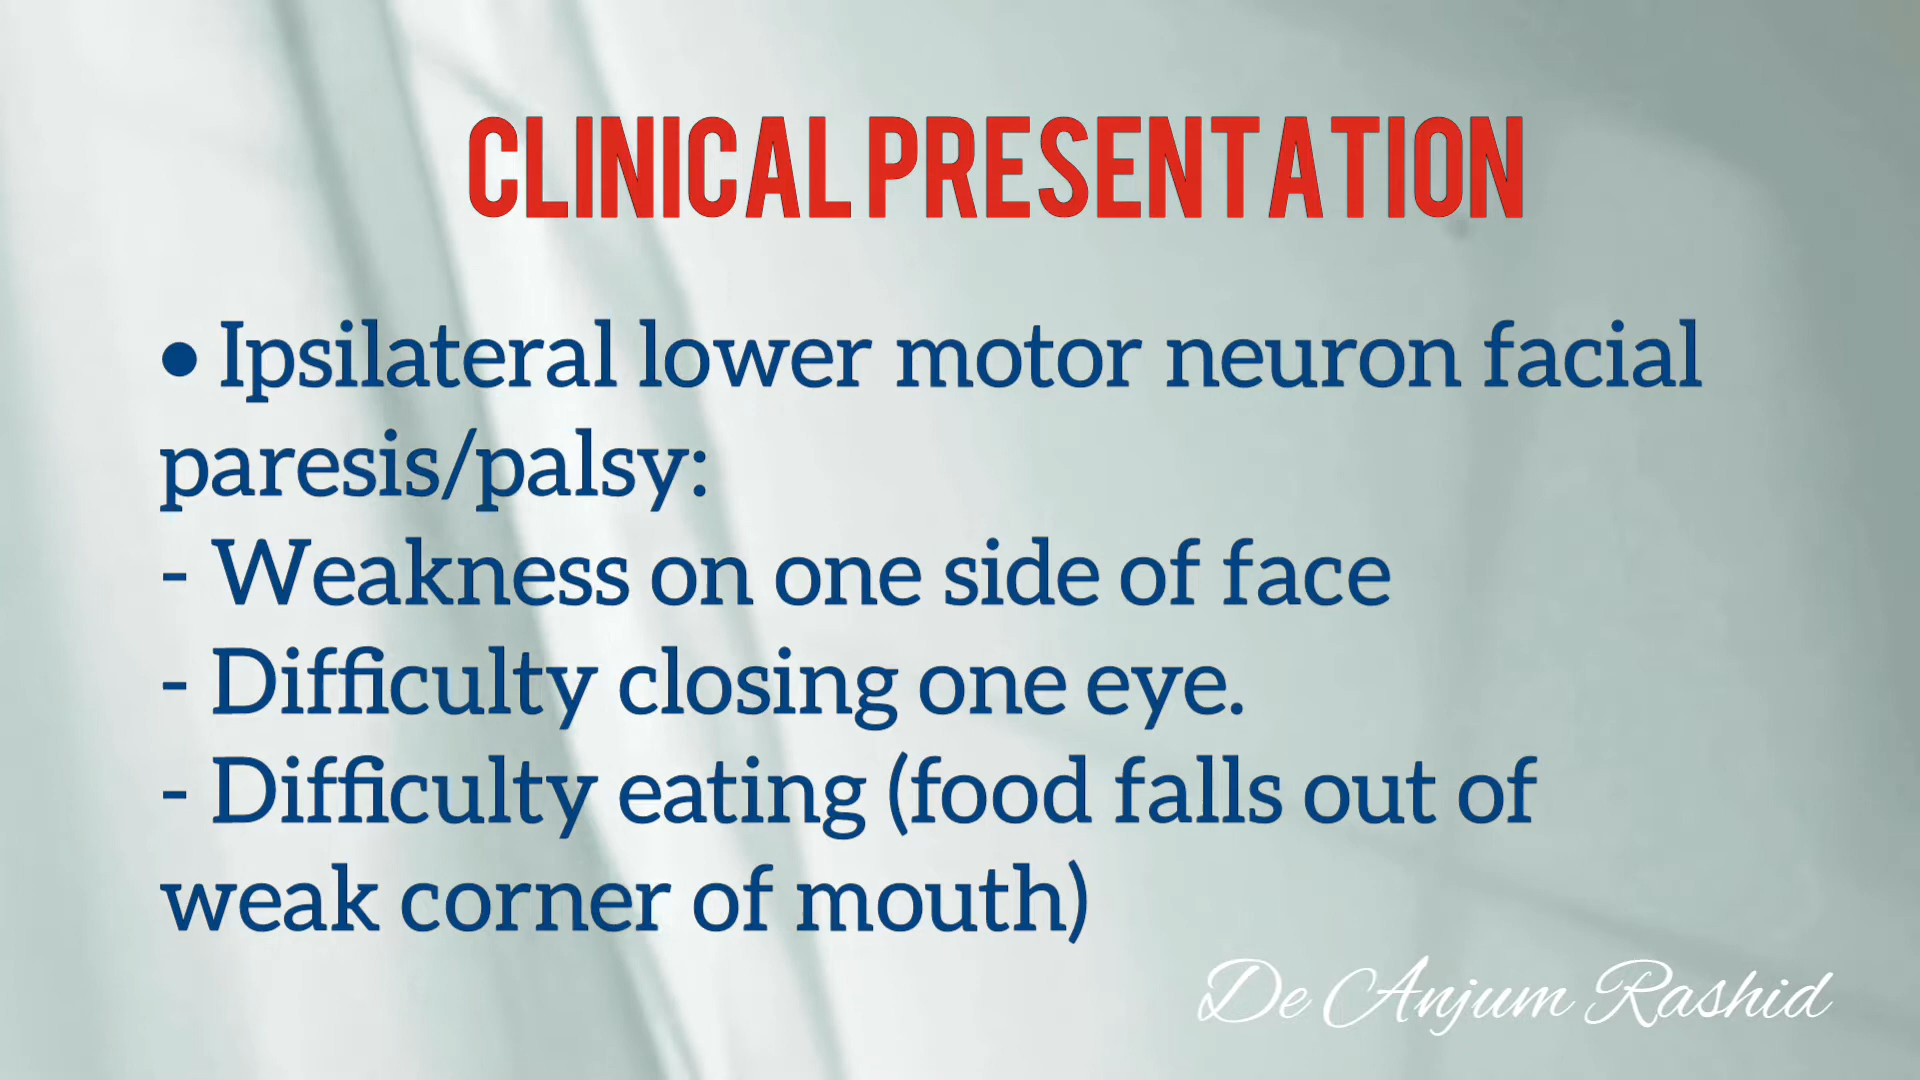 CLINICAL PRESENTATION
• Ipsilateral lower motor neuron facial
paresis/palsy:
- Weakness on one side of face
- Difficulty closing one eye.
- Difficulty eating (food falls out of
weak corner of mouth)
De Anjum Rashid